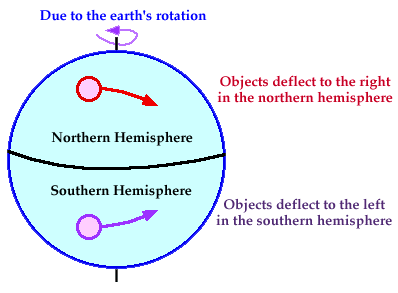 Due to the earth's rotation
Objects deflect to the right
in the northern hemisphere
Northern Hemisphere
Southern Hemisphere
Objects deflect to the left
in the southern hemisphere